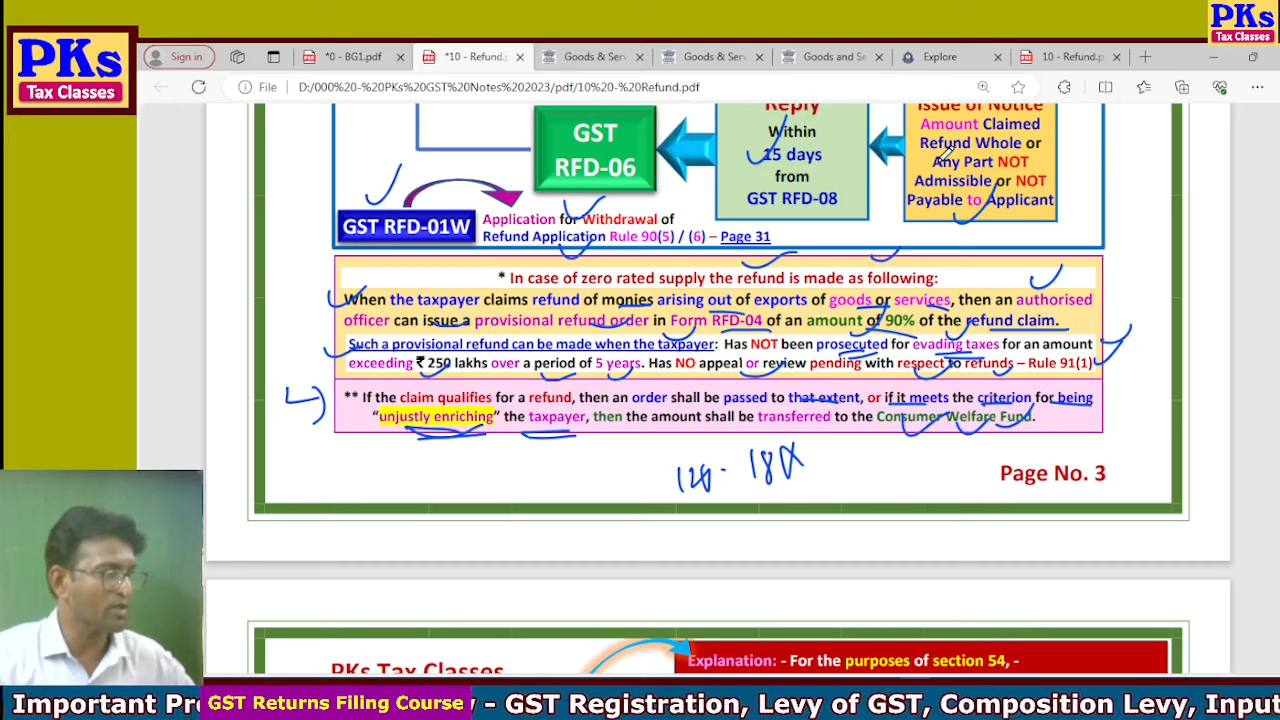 PKs
Tax Classes
PKs
Tax Classes
Sign in
*0 - BG1.pdf
*10 - Refund.p
Goods & Serv
Goods & Serv
Goods and Se
Explore
10 - Refund.p
File
D:/000%20-%20PKs%20GST%20Notes%202023/pdf/10%20-%20Refund.pdf
GST
RFD-06
Reply
Within
15 days
from
GST RFD-08
Issue of Notice
Amount Claimed
Refund Whole or
Any Part NOT
Admissible or NOT
Payable to Applicant
GST RFD-01W
Application for Withdrawal of
Refund Application Rule 90(5) / (6) – Page 31
* In case of zero rated supply the refund is made as following:
When the taxpayer claims refund of monies arising out of exports of goods or services, then an authorised
officer can issue a provisional refund order in Form RFD-04 of an amount of 90% of the refund claim.
Such a provisional refund can be made when the taxpayer: Has NOT been prosecuted for evading taxes for an amount
exceeding ₹ 250 lakhs over a period of 5 years. Has NO appeal or review pending with respect to refunds – Rule 91(1)
** If the claim qualifies for a refund, then an order shall be passed to that extent, or if it meets the criterion for being
“unjustly enriching” the taxpayer, then the amount shall be transferred to the Consumer Welfare Fund.
Page No. 3
PKs Tax Classes
Explanation: - For the purposes of section 54, -
Important Pr
GST Returns Filing Course
- GST Registration, Levy of GST, Composition Levy, Input